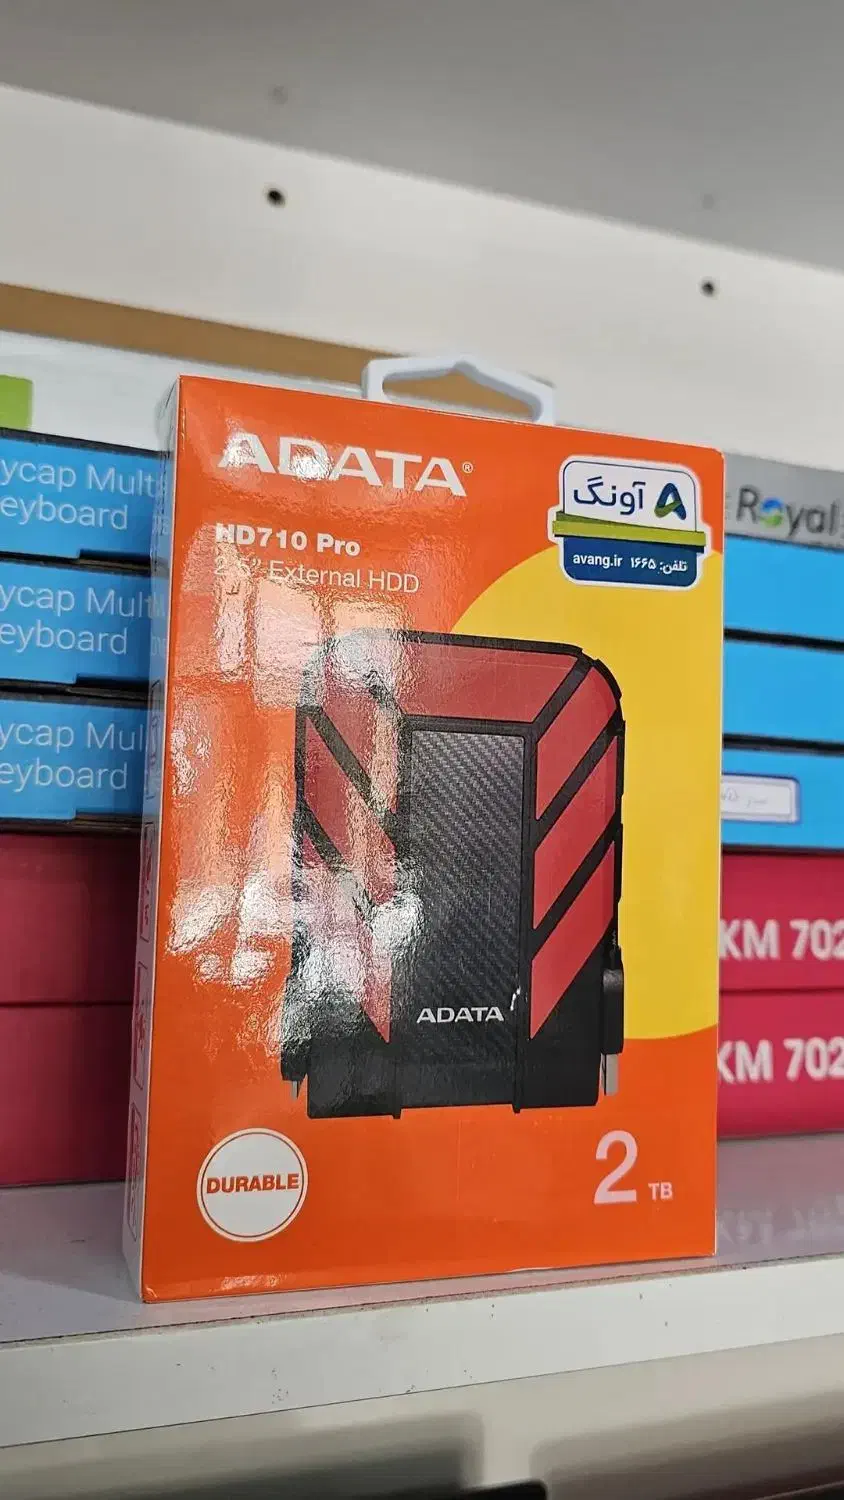 ADATA®
HD710 Pro
2.5" External HDD
آونگ
تلفن: ۱۶۶۵ avang.ir
ADATA
DURABLE
2 TB
ycap Mult
eyboard
ycap Mult
eyboard
ycap Mul
eyboard
Royal
KM 702
KM 702